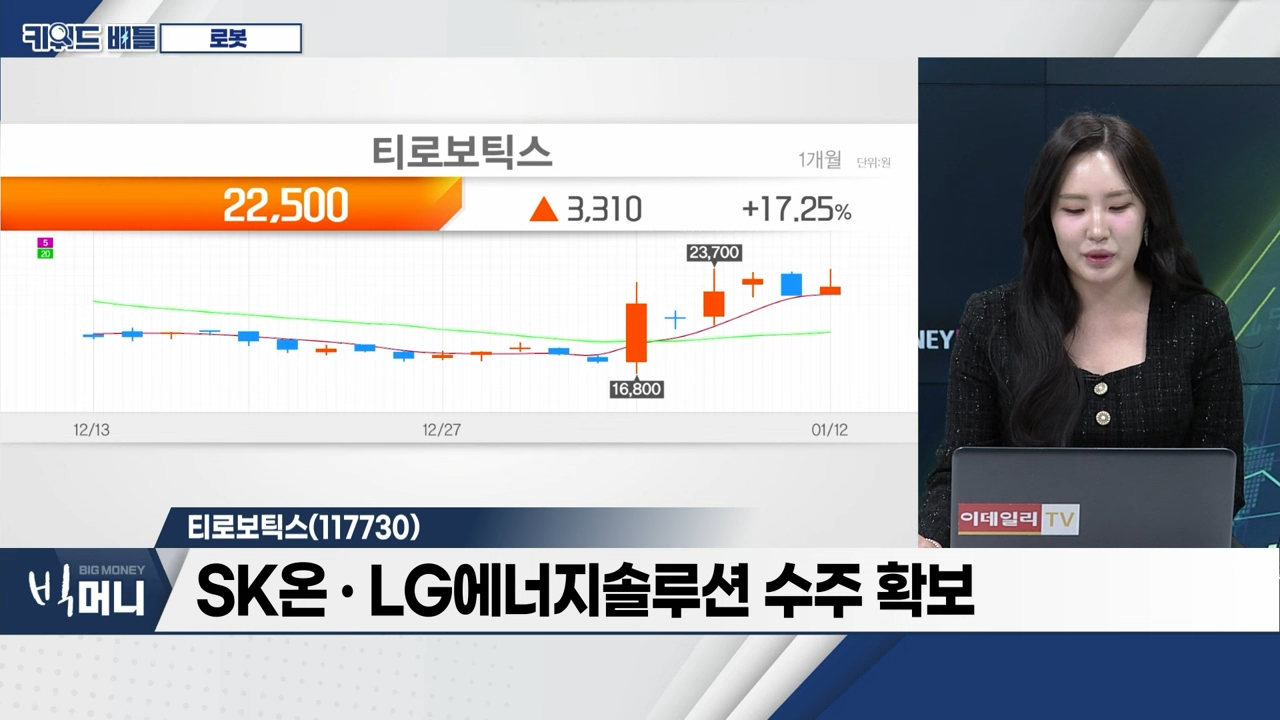 키워드 배틀
로봇
티로보틱스
1개월 단위:원
22,500 ▲ 3,310 +17.25%
5
20
23,700
16,800
12/13 12/27 01/12
NEY
이데일리 TV
티로보틱스(117730)
BIG MONEY
빅머니
SK온·LG에너지솔루션 수주 확보